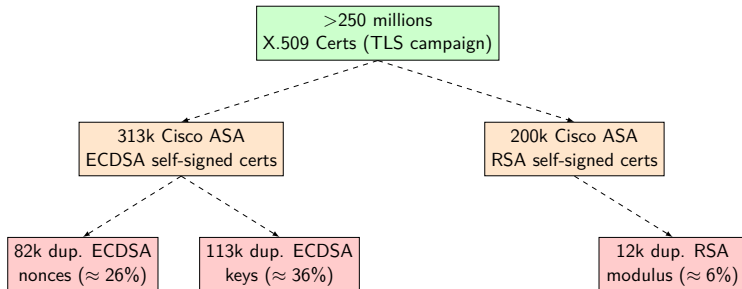 >250 millions
X.509 Certs (TLS campaign)
313k Cisco ASA
ECDSA self-signed certs
200k Cisco ASA
RSA self-signed certs
82k dup. ECDSA
nonces (≈ 26%)
113k dup. ECDSA
keys (≈ 36%)
12k dup. RSA
modulus (≈ 6%)